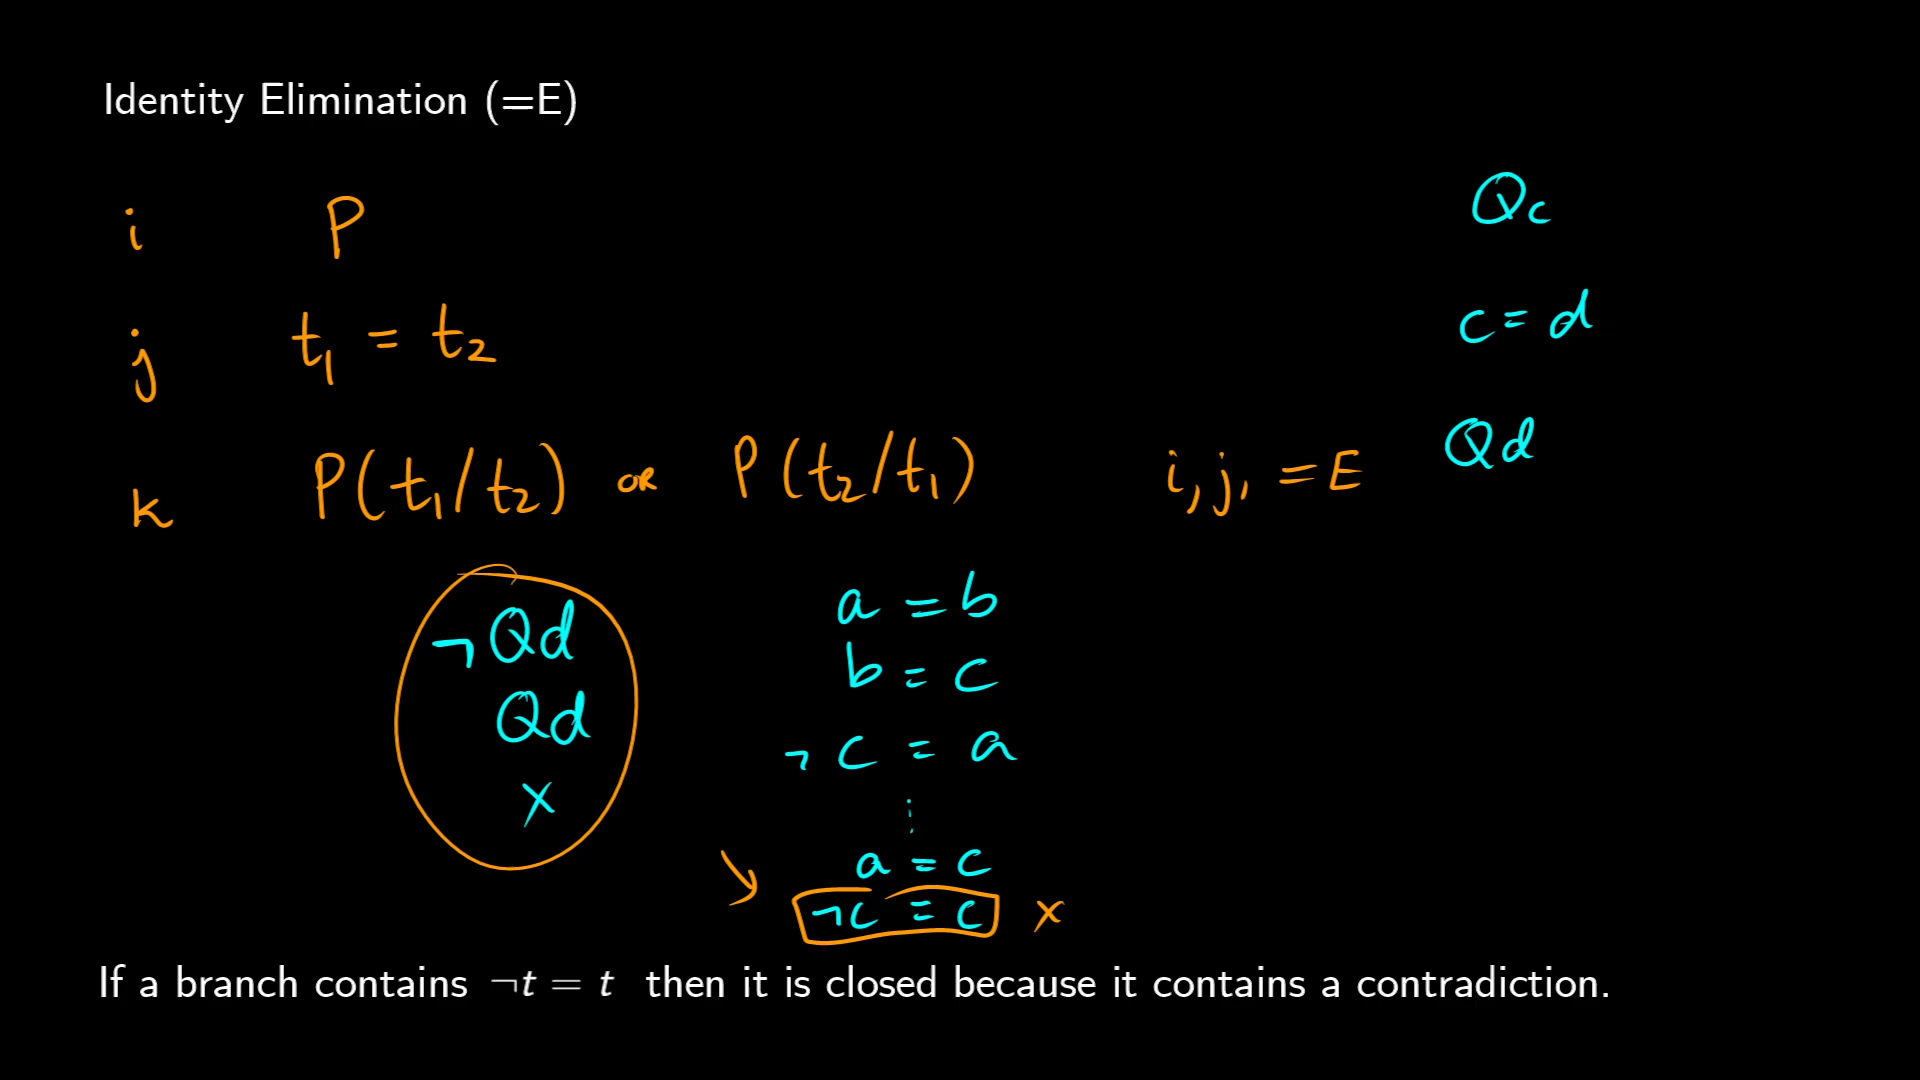 Identity Elimination (=E)
i P
Qc
j t₁ = t₂
c = d
k P(t₁/t₂) OR P(t₂/t₁) i, j, =E
Qd
¬Qd
Qd
x
a = b
b = c
¬c = a
⋮
a = c
¬c = c x
If a branch contains ¬t = t then it is closed because it contains a contradiction.